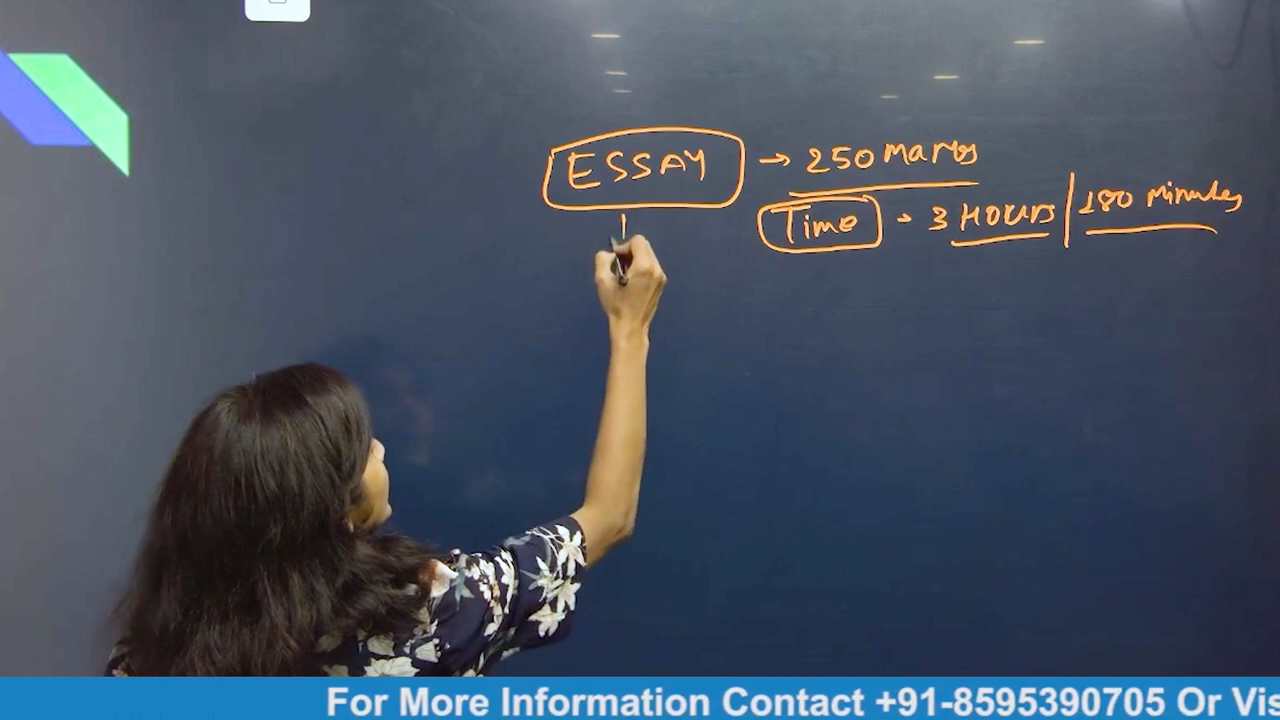 ESSAY → 250 Marks
Time → 3 Hours | 180 Minutes
For More Information Contact +91-8595390705 Or Vis